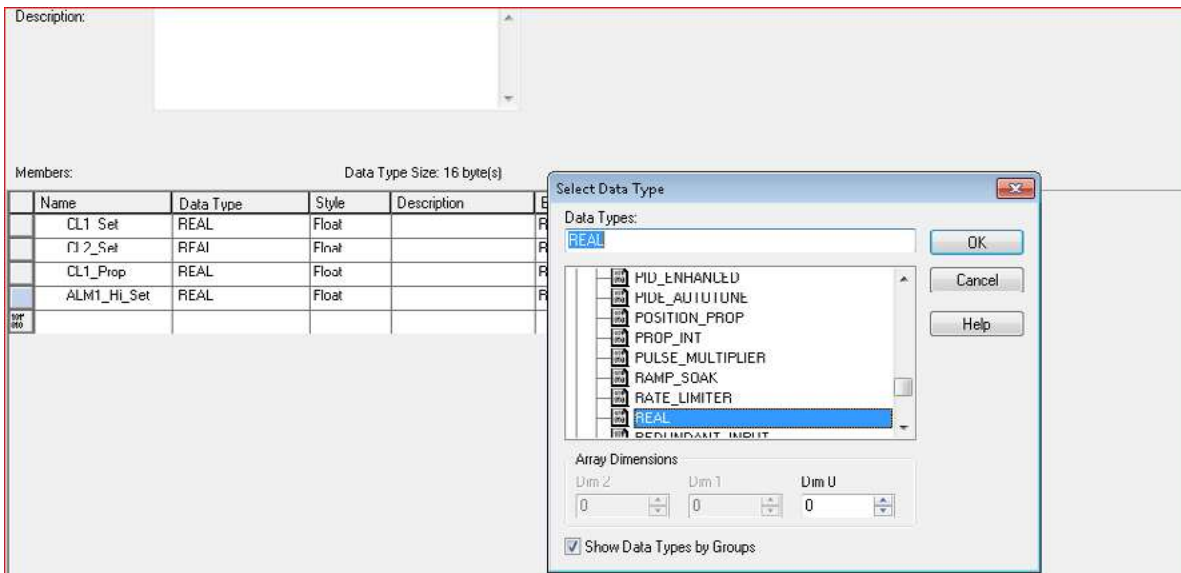 Description:
Members: Data Type Size: 16 byte(s)
Name Data Type Style Description
CL1_Set REAL Float
CL2_Set REAL Float
CL1_Prop REAL Float
ALM1_Hi_Set REAL Float
Select Data Type
Data Types:
REAL
OK
PID_ENHANCED
Cancel
PIDE_AUTOTUNE
POSITION_PROP
Help
PROP_INT
PULSE_MULTIPLIER
RAMP_SOAK
RATE_LIMITER
REAL
REDUNDANT_INPUT
Array Dimensions
Dim 2 Dim 1 Dim 0
0 0 0
Show Data Types by Groups